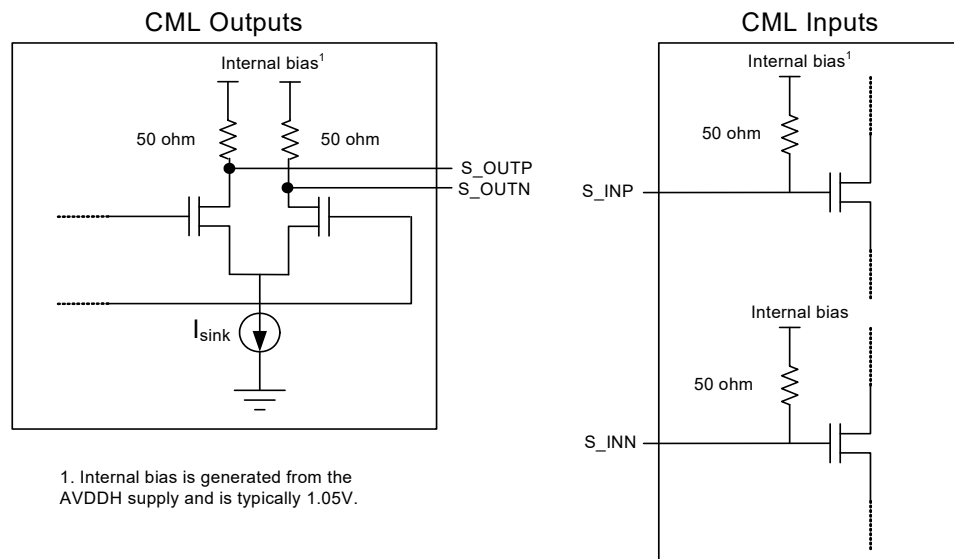 CML Outputs
Internal bias1
50 ohm
50 ohm
S_OUTP
S_OUTN
Isink
1. Internal bias is generated from the
AVDDH supply and is typically 1.05V.
CML Inputs
Internal bias1
50 ohm
S_INP
Internal bias
50 ohm
S_INN